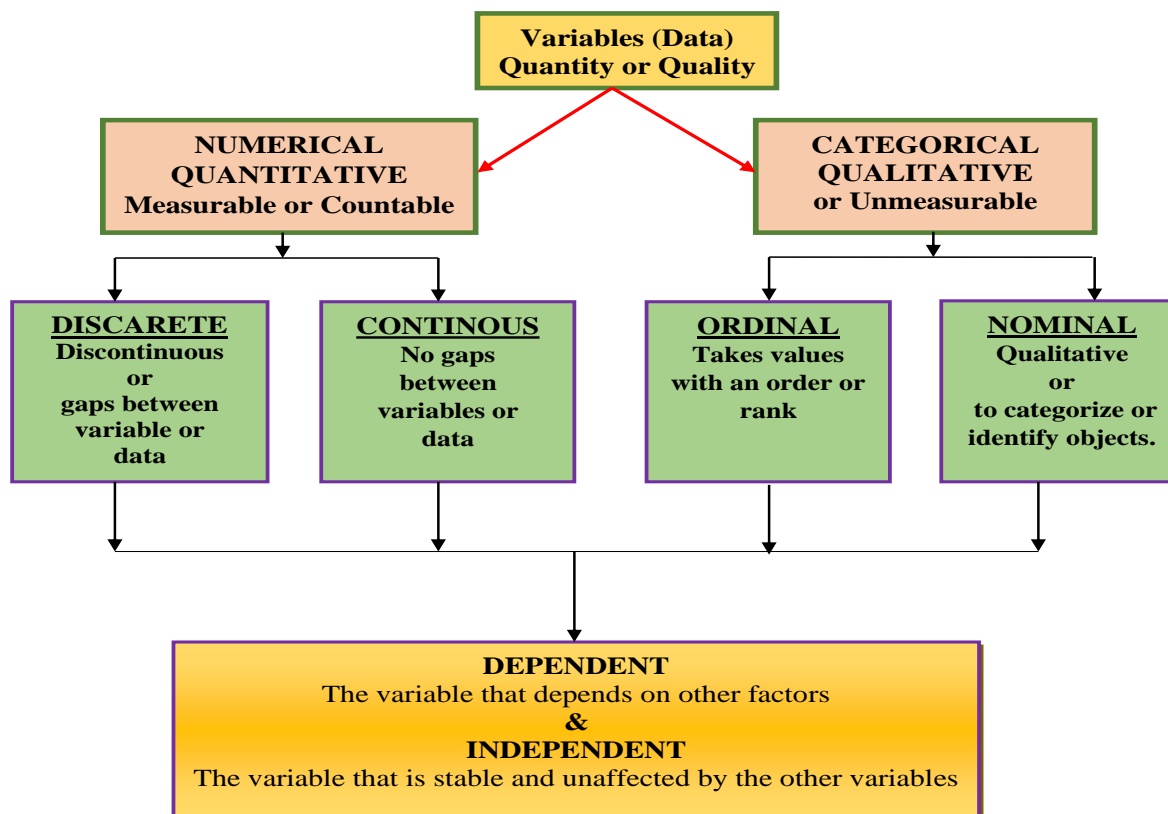 Variables (Data)
Quantity or Quality
NUMERICAL
QUANTITATIVE
Measurable or Countable
CATEGORICAL
QUALITATIVE
or Unmeasurable
DISCARETE
Discontinuous
or
gaps between
variable or
data
CONTINOUS
No gaps
between
variables or
data
ORDINAL
Takes values
with an order or
rank
NOMINAL
Qualitative
or
to categorize or
identify objects.
DEPENDENT
The variable that depends on other factors
&
INDEPENDENT
The variable that is stable and unaffected by the other variables